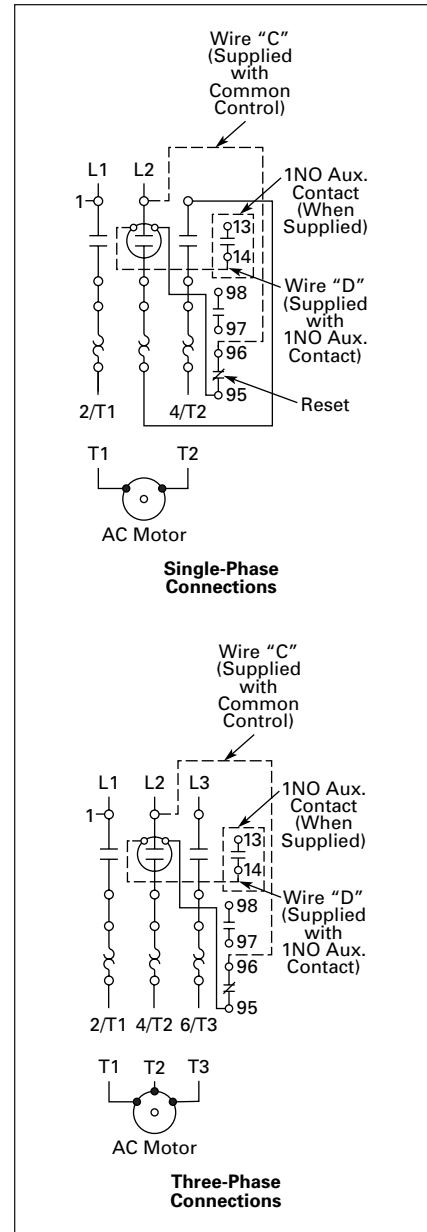 Wire “C”
(Supplied
with
Common
Control)
L1 L2
1NO Aux.
Contact
(When
Supplied)
1
13
14
Wire “D”
(Supplied
with
1NO Aux.
Contact)
98
97
96
95
Reset
2/T1 4/T2
T1 T2
AC Motor
Single-Phase
Connections
Wire “C”
(Supplied
with
Common
Control)
L1 L2 L3
1NO Aux.
Contact
(When
Supplied)
1
13
14
Wire “D”
(Supplied
with
1NO Aux.
Contact)
98
97
96
95
2/T1 4/T2 6/T3
T1 T2 T3
AC Motor
Three-Phase
Connections